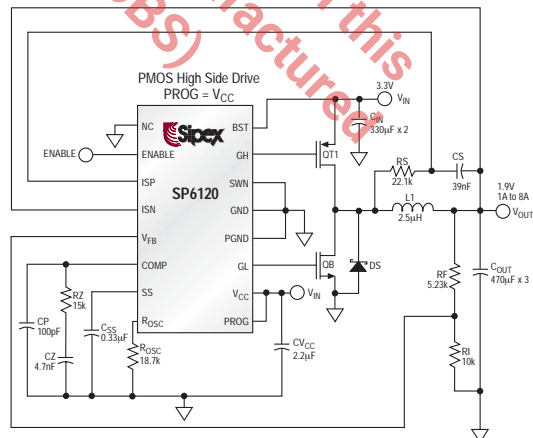 (OBS)
Manufactured
in this
PMOS High Side Drive
PROG = VCC
3.3V
VIN
CIN
330µF x 2
NC
Sipex
BST
ENABLE
ENABLE
GH
QT1
RS
22.1k
CS
39nF
ISP
SP6120
SWN
ISN
GND
L1
2.5µH
1.9V
1A to 8A
VOUT
VFB
PGND
COMP
GL
QB
DS
RF
5.23k
COUT
470µF x 3
RZ
15k
SS
VCC
VIN
CP
100pF
CSS
0.33µF
ROSC
PROG
CZ
4.7nF
ROSC
18.7k
CVCC
2.2µF
RI
10k